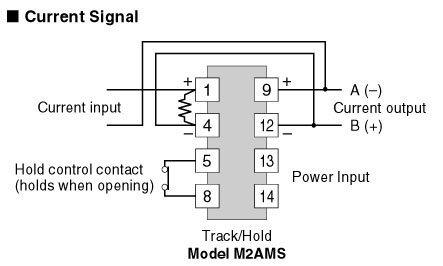 ■ Current Signal
+ 1 9 + A (–)
Current input Current output
– 4 12 – B (+)
5 13
Hold control contact
(holds when opening)
Power Input
8 14
Track/Hold
Model M2AMS